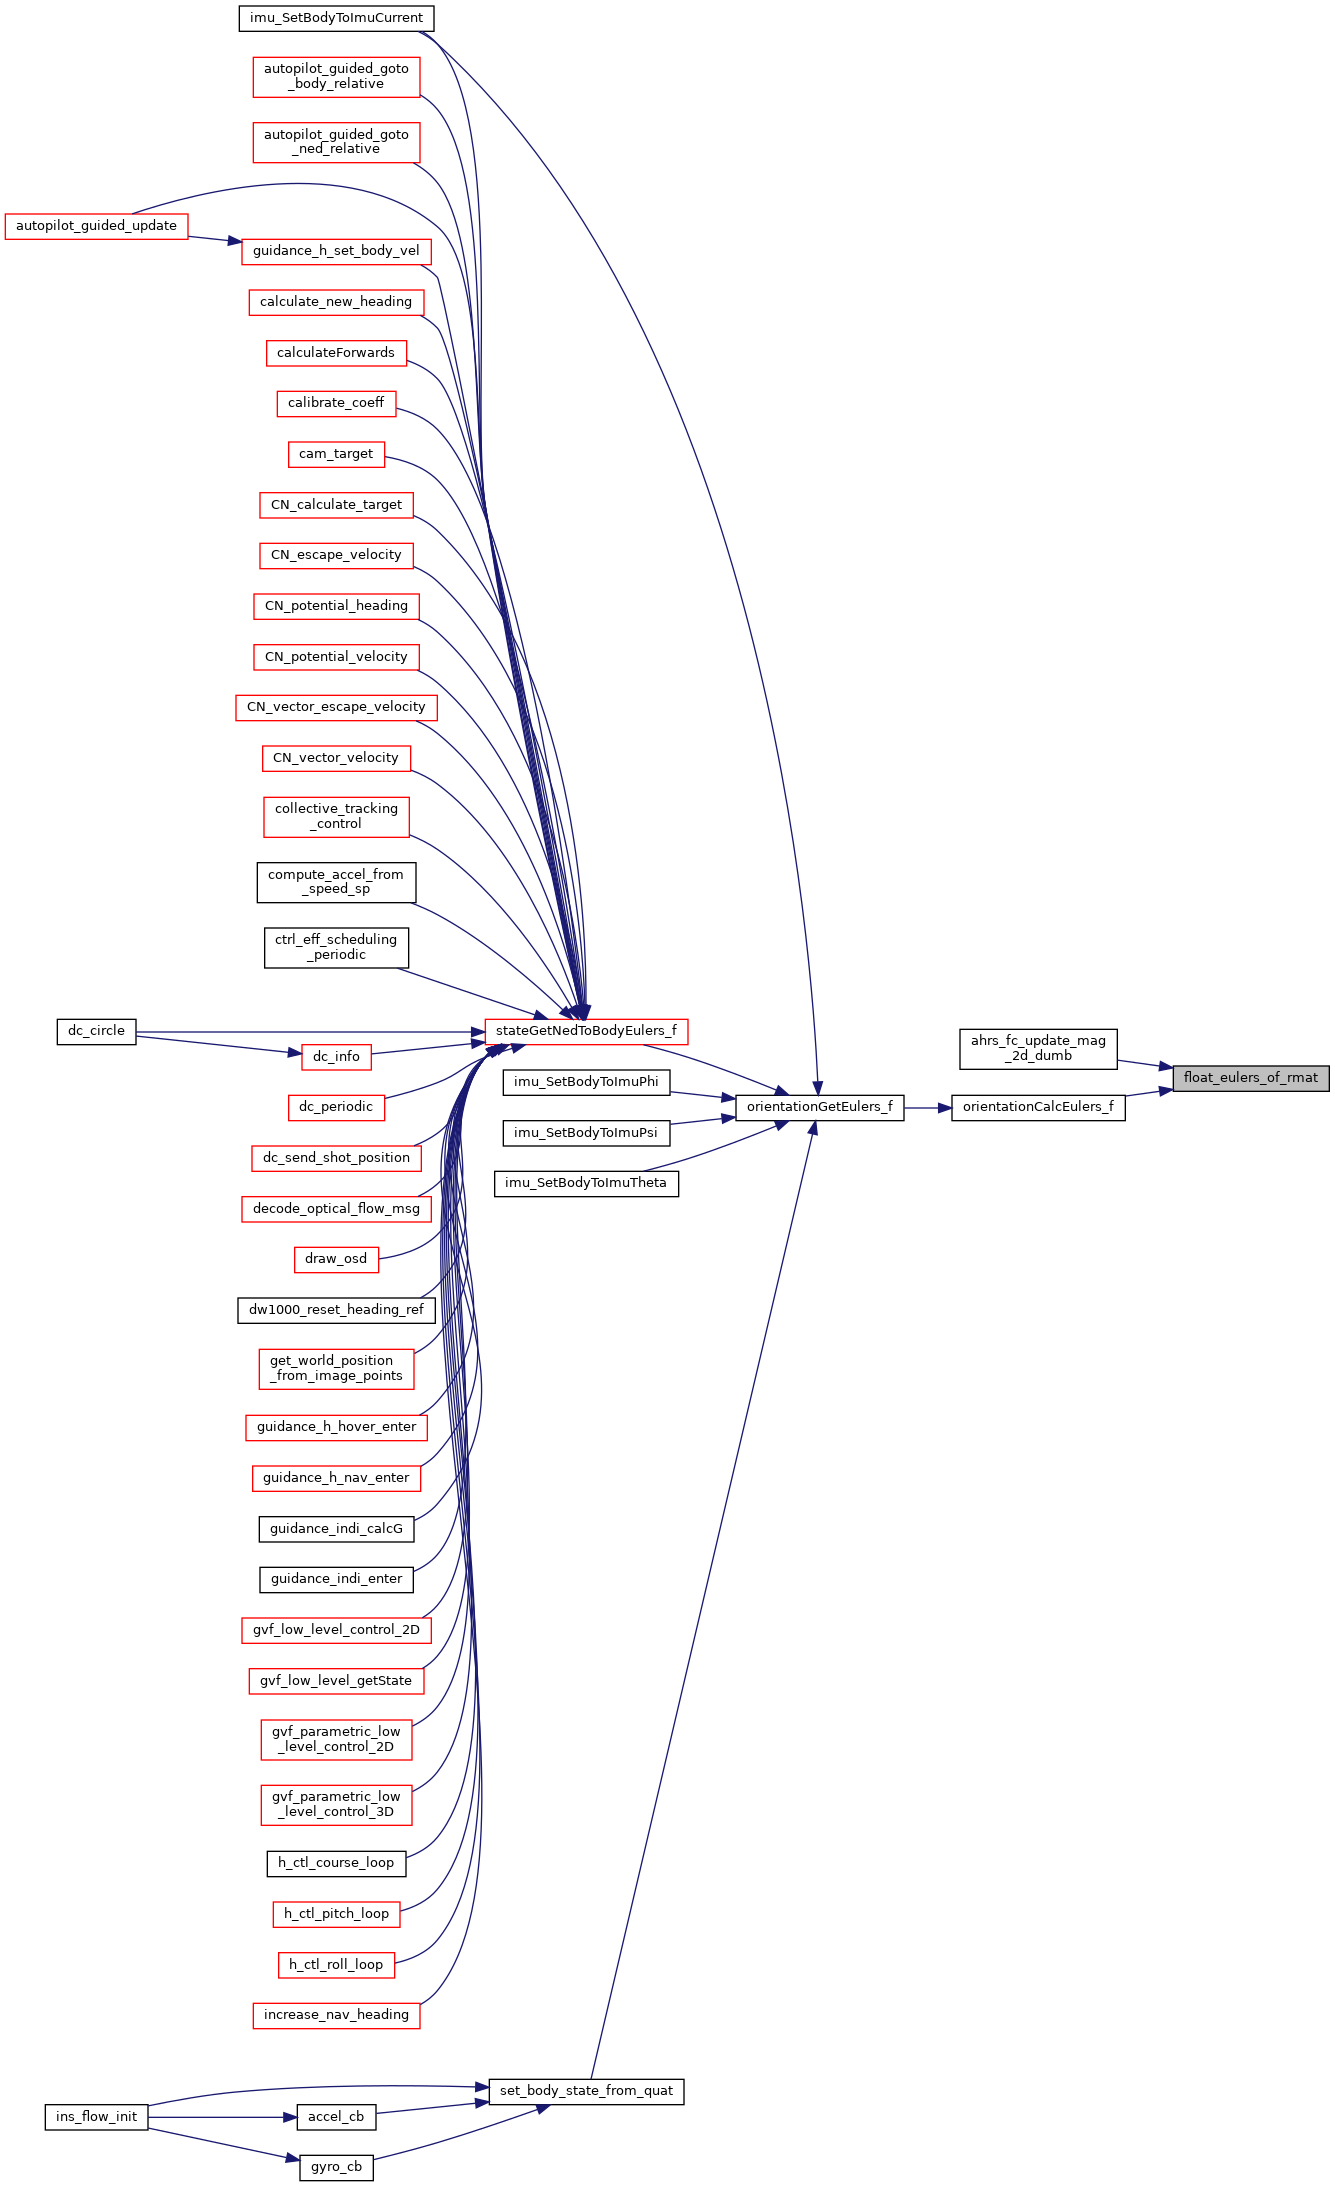 imu_SetBodyToImuCurrent
autopilot_guided_goto
_body_relative
autopilot_guided_goto
_ned_relative
autopilot_guided_update
guidance_h_set_body_vel
calculate_new_heading
calculateForwards
calibrate_coeff
cam_target
CN_calculate_target
CN_escape_velocity
CN_potential_heading
CN_potential_velocity
CN_vector_escape_velocity
CN_vector_velocity
collective_tracking
_control
compute_accel_from
_speed_sp
ctrl_eff_scheduling
_periodic
dc_circle
stateGetNedToBodyEulers_f
dc_info
ahrs_fc_update_mag
_2d_dumb
float_eulers_of_rmat
imu_SetBodyToImuPhi
dc_periodic
orientationGetEulers_f
orientationCalcEulers_f
imu_SetBodyToImuPsi
dc_send_shot_position
imu_SetBodyToImuTheta
decode_optical_flow_msg
draw_osd
dw1000_reset_heading_ref
get_world_position
_from_image_points
guidance_h_hover_enter
guidance_h_nav_enter
guidance_indi_calcG
guidance_indi_enter
gvf_low_level_control_2D
gvf_low_level_getState
gvf_parametric_low
_level_control_2D
gvf_parametric_low
_level_control_3D
h_ctl_course_loop
h_ctl_pitch_loop
h_ctl_roll_loop
increase_nav_heading
set_body_state_from_quat
ins_flow_init
accel_cb
gyro_cb